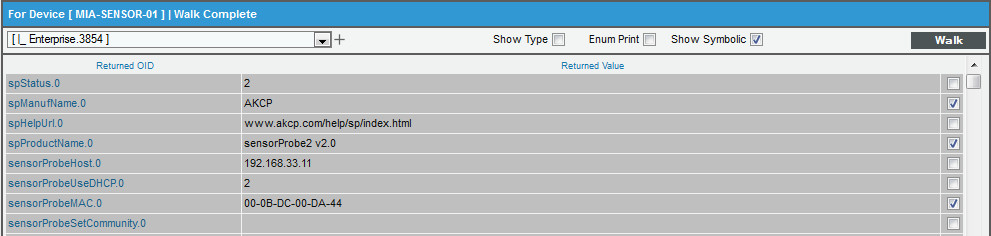 For Device [ MIA-SENSOR-01 ] | Walk Complete
[ |_ Enterprise.3854 ] + Show Type Enum Print Show Symbolic Walk
Returned OID Returned Value
spStatus.0 2
spManufName.0 AKCP
spHelpUrl.0 www.akcp.com/help/sp/index.html
spProductName.0 sensorProbe2 v2.0
sensorProbeHost.0 192.168.33.11
sensorProbeUseDHCP.0 2
sensorProbeMAC.0 00-0B-DC-00-DA-44
sensorProbeSetCommunity.0